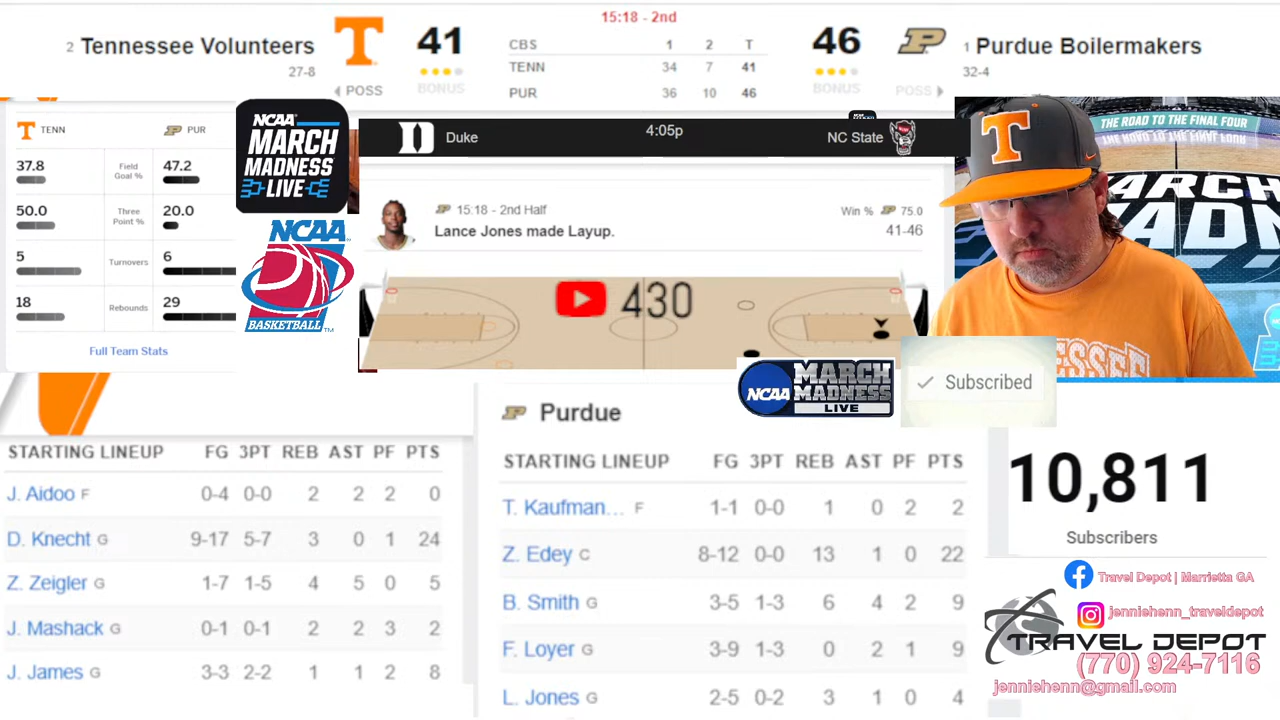 15:18 - 2nd
2 Tennessee Volunteers
27-8
T
41
BONUS
POSS
CBS 1 2 T
TENN 34 7 41
PUR 36 10 46
46
BONUS
P
POSS
1 Purdue Boilermakers
32-4
T TENN P PUR
37.8 Field Goal % 47.2
50.0 Three Point % 20.0
5 Turnovers 6
18 Rebounds 29
Full Team Stats
NCAA
MARCH
MADNESS
LIVE
NCAA
BASKETBALL™
D Duke 4:05p NC State
P 15:18 - 2nd Half
Lance Jones made Layup.
Win % P 75.0
41-46
430
THE ROAD TO THE FINAL FOUR
T
NCAA MARCH
MADNESS
LIVE
Subscribed
STARTING LINEUP FG 3PT REB AST PF PTS
J. Aidoo F 0-4 0-0 2 2 2 0
D. Knecht G 9-17 5-7 3 0 1 24
Z. Zeigler G 1-7 1-5 4 5 0 5
J. Mashack G 0-1 0-1 2 2 3 2
J. James G 3-3 2-2 1 1 2 8
P Purdue
STARTING LINEUP FG 3PT REB AST PF PTS
T. Kaufman... F 1-1 0-0 1 0 2 2
Z. Edey C 8-12 0-0 13 1 0 22
B. Smith G 3-5 1-3 6 4 2 9
F. Loyer G 3-9 1-3 0 2 1 9
L. Jones G 2-5 0-2 3 1 0 4
10,811
Subscribers
Travel Depot | Marrietta GA
jenniehenn_traveldepot
TRAVEL DEPOT
(770) 924-7116
jenniehenn@gmail.com